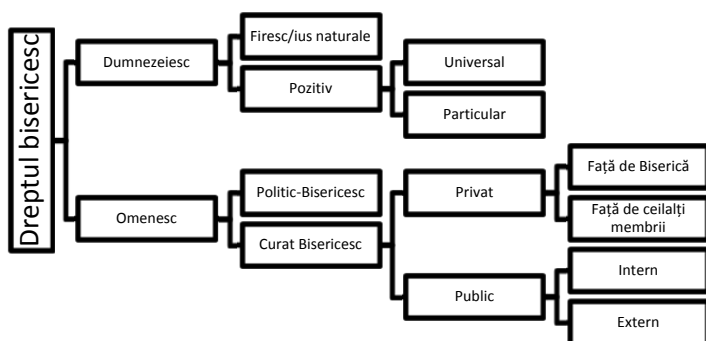 Dreptul bisericesc
Dumnezeiesc
Firesc/ius naturale
Pozitiv
Universal
Particular
Omenesc
Politic-Bisericesc
Curat Bisericesc
Privat
Față de Biserică
Față de ceilalți
membrii
Public
Intern
Extern